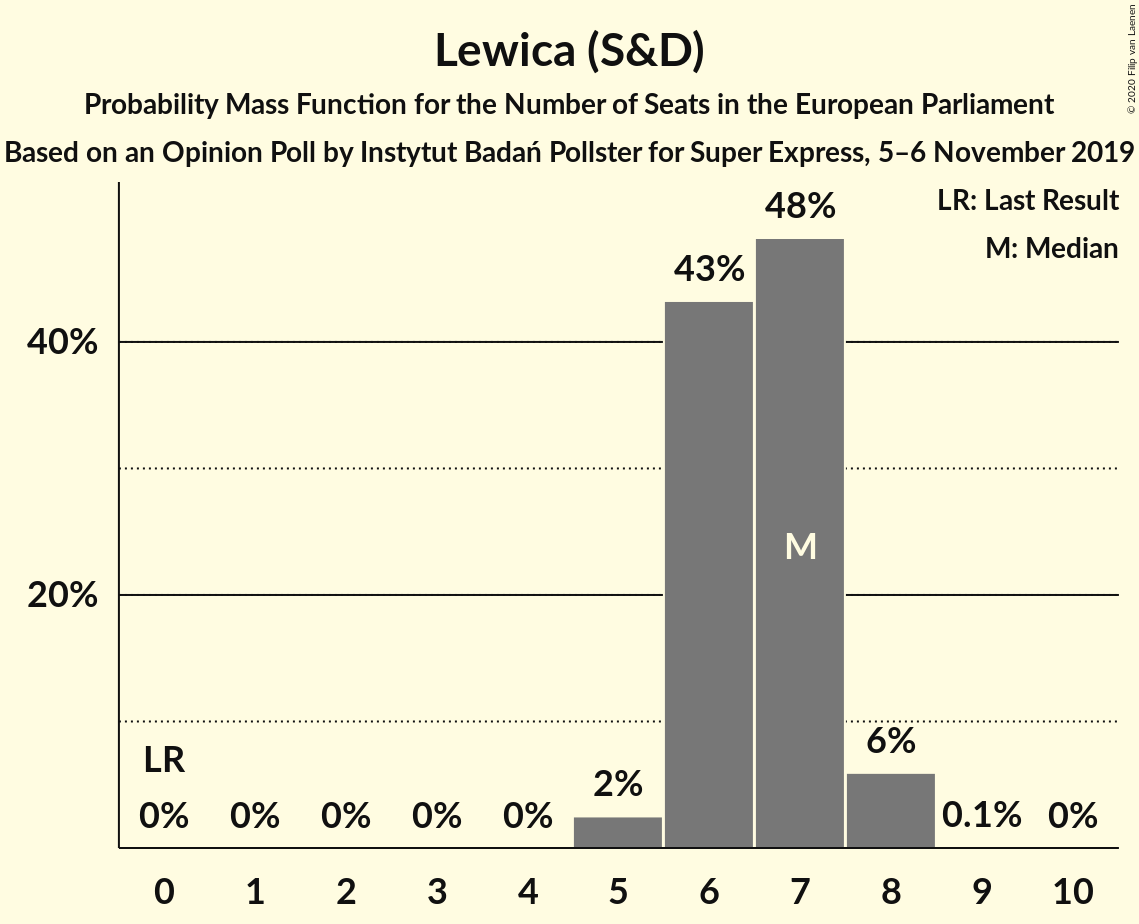 Lewica (S&D)
Probability Mass Function for the Number of Seats in the European Parliament
Based on an Opinion Poll by Instytut Badań Pollster for Super Express, 5–6 November 2019
© 2020 Filip van Laenen
LR: Last Result
M: Median
40%
20%
LR
0%
0%
0%
0%
0%
2%
43%
48%
M
6%
0.1%
0%
0 1 2 3 4 5 6 7 8 9 10